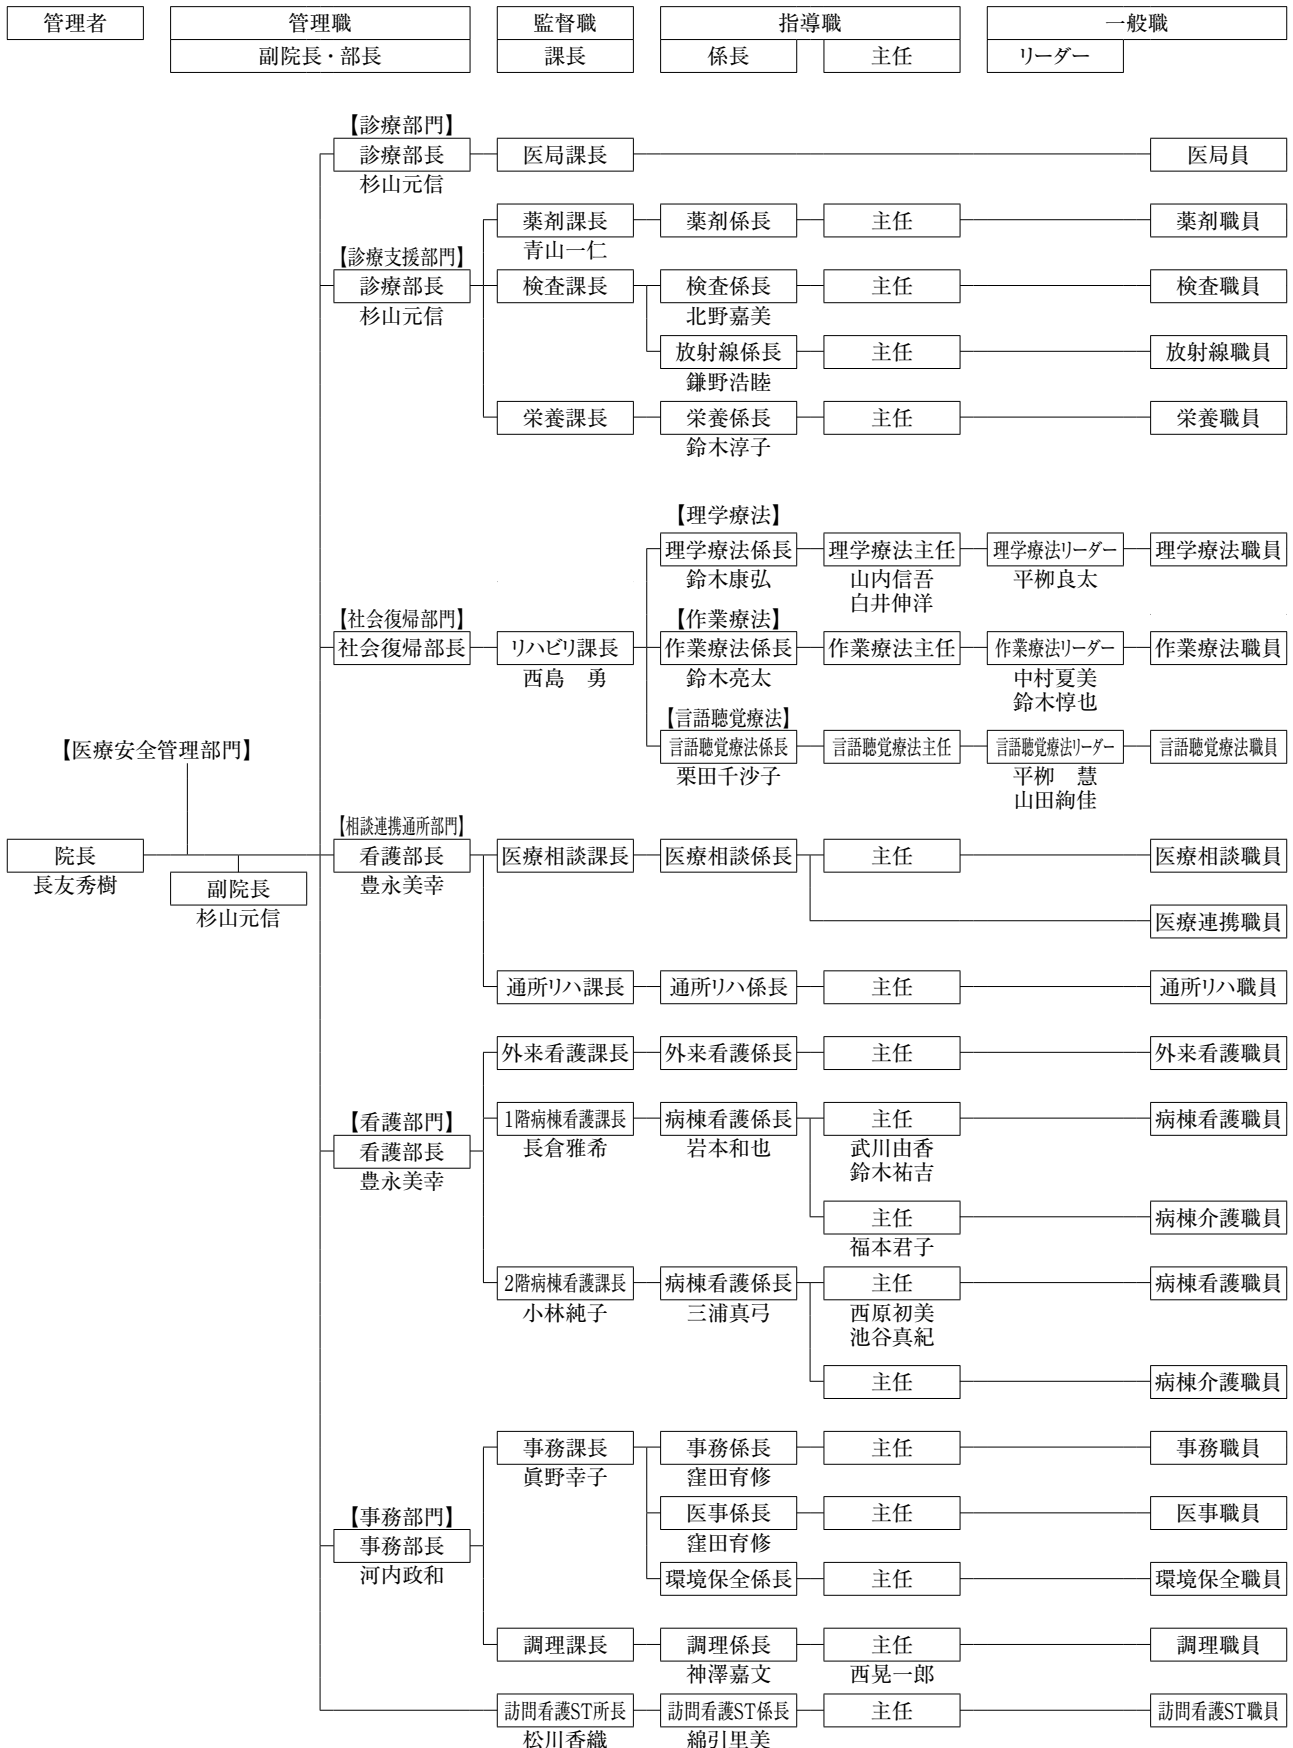 管理者 管理職 監督職 指導職 一般職
副院長・部長 課長 係長 主任 リーダー
【診療部門】
診療部長 医局課長 医局員
杉山元信
薬剤課長 薬剤係長 主任 薬剤職員
青山一仁
【診療支援部門】
診療部長 検査課長 検査係長 主任 検査職員
杉山元信 北野嘉美
放射線係長 主任 放射線職員
鎌野浩睦
栄養課長 栄養係長 主任 栄養職員
鈴木淳子
【理学療法】
理学療法係長 理学療法主任 理学療法リーダー 理学療法職員
鈴木康弘 山内信吾 平栁良太
白井伸洋
【社会復帰部門】 【作業療法】
社会復帰部長 リハビリ課長 作業療法係長 作業療法主任 作業療法リーダー 作業療法職員
西島　勇 鈴木亮太 中村夏美
鈴木惇也
【言語聴覚療法】
【医療安全管理部門】 言語聴覚療法係長 言語聴覚療法主任 言語聴覚療法リーダー 言語聴覚療法職員
栗田千沙子 平栁　慧
山田絢佳
【相談連携通所部門】
院長 看護部長 医療相談課長 医療相談係長 主任 医療相談職員
長友秀樹 豊永美幸
副院長
杉山元信 医療連携職員
通所リハ課長 通所リハ係長 主任 通所リハ職員
外来看護課長 外来看護係長 主任 外来看護職員
【看護部門】 1階病棟看護課長 病棟看護係長 主任 病棟看護職員
看護部長 長倉雅希 岩本和也 武川由香
豊永美幸 鈴木祐吉
主任 病棟介護職員
福本君子
2階病棟看護課長 病棟看護係長 主任 病棟看護職員
小林純子 三浦真弓 西原初美
池谷真紀
主任 病棟介護職員
事務課長 事務係長 主任 事務職員
眞野幸子 窪田育修
【事務部門】 医事係長 主任 医事職員
事務部長 窪田育修
河内政和 環境保全係長 主任 環境保全職員
調理課長 調理係長 主任 調理職員
神澤嘉文 西晃一郎
訪問看護ST所長 訪問看護ST係長 主任 訪問看護ST職員
松川香織 綿引里美